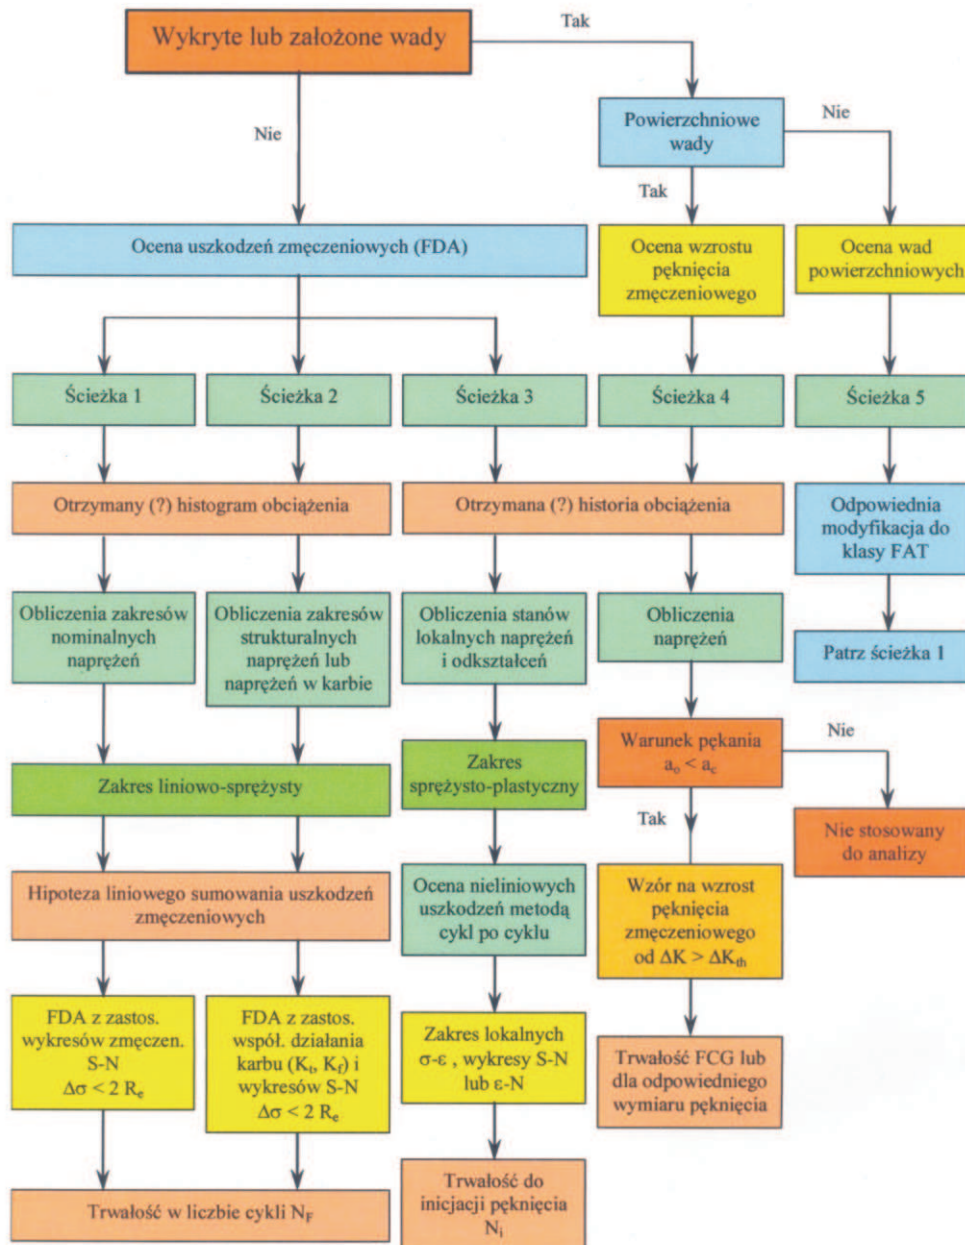 Wykryte lub założone wady
Tak
Nie
Powierzchniowe
wady
Nie
Tak
Ocena uszkodzeń zmęczeniowych (FDA)
Ocena wzrostu
pęknięcia
zmęczeniowego
Ocena wad
powierzchniowych
Ścieżka 1
Ścieżka 2
Ścieżka 3
Ścieżka 4
Ścieżka 5
Otrzymany (?) histogram obciążenia
Otrzymana (?) historia obciążenia
Odpowiednia
modyfikacja do
klasy FAT
Obliczenia zakresów
nominalnych
naprężeń
Obliczenia zakresów
strukturalnych
naprężeń lub
naprężeń w karbie
Obliczenia stanów
lokalnych naprężeń
i odkształceń
Obliczenia
naprężeń
Patrz ścieżka 1
Zakres liniowo-sprężysty
Zakres
sprężysto-plastyczny
Warunek pękania
a₀ < a_c
Nie
Tak
Nie stosowany
do analizy
Hipoteza liniowego sumowania uszkodzeń
zmęczeniowych
Ocena nieliniowych
uszkodzeń metodą
cykl po cyklu
Wzór na wzrost
pęknięcia
zmęczeniowego
od ΔK > ΔK_th
FDA z zastos.
wykresów zmęczen.
S-N
Δσ < 2 R_e
FDA z zastos.
współ. działania
karbu (K_t, K_f) i
wykresów S-N
Δσ < 2 R_e
Zakres lokalnych
σ-ε , wykresy S-N
lub ε-N
Trwałość FCG lub
dla odpowiedniego
wymiaru pęknięcia
Trwałość w liczbie cykli N_F
Trwałość do
inicjacji pęknięcia
N_i